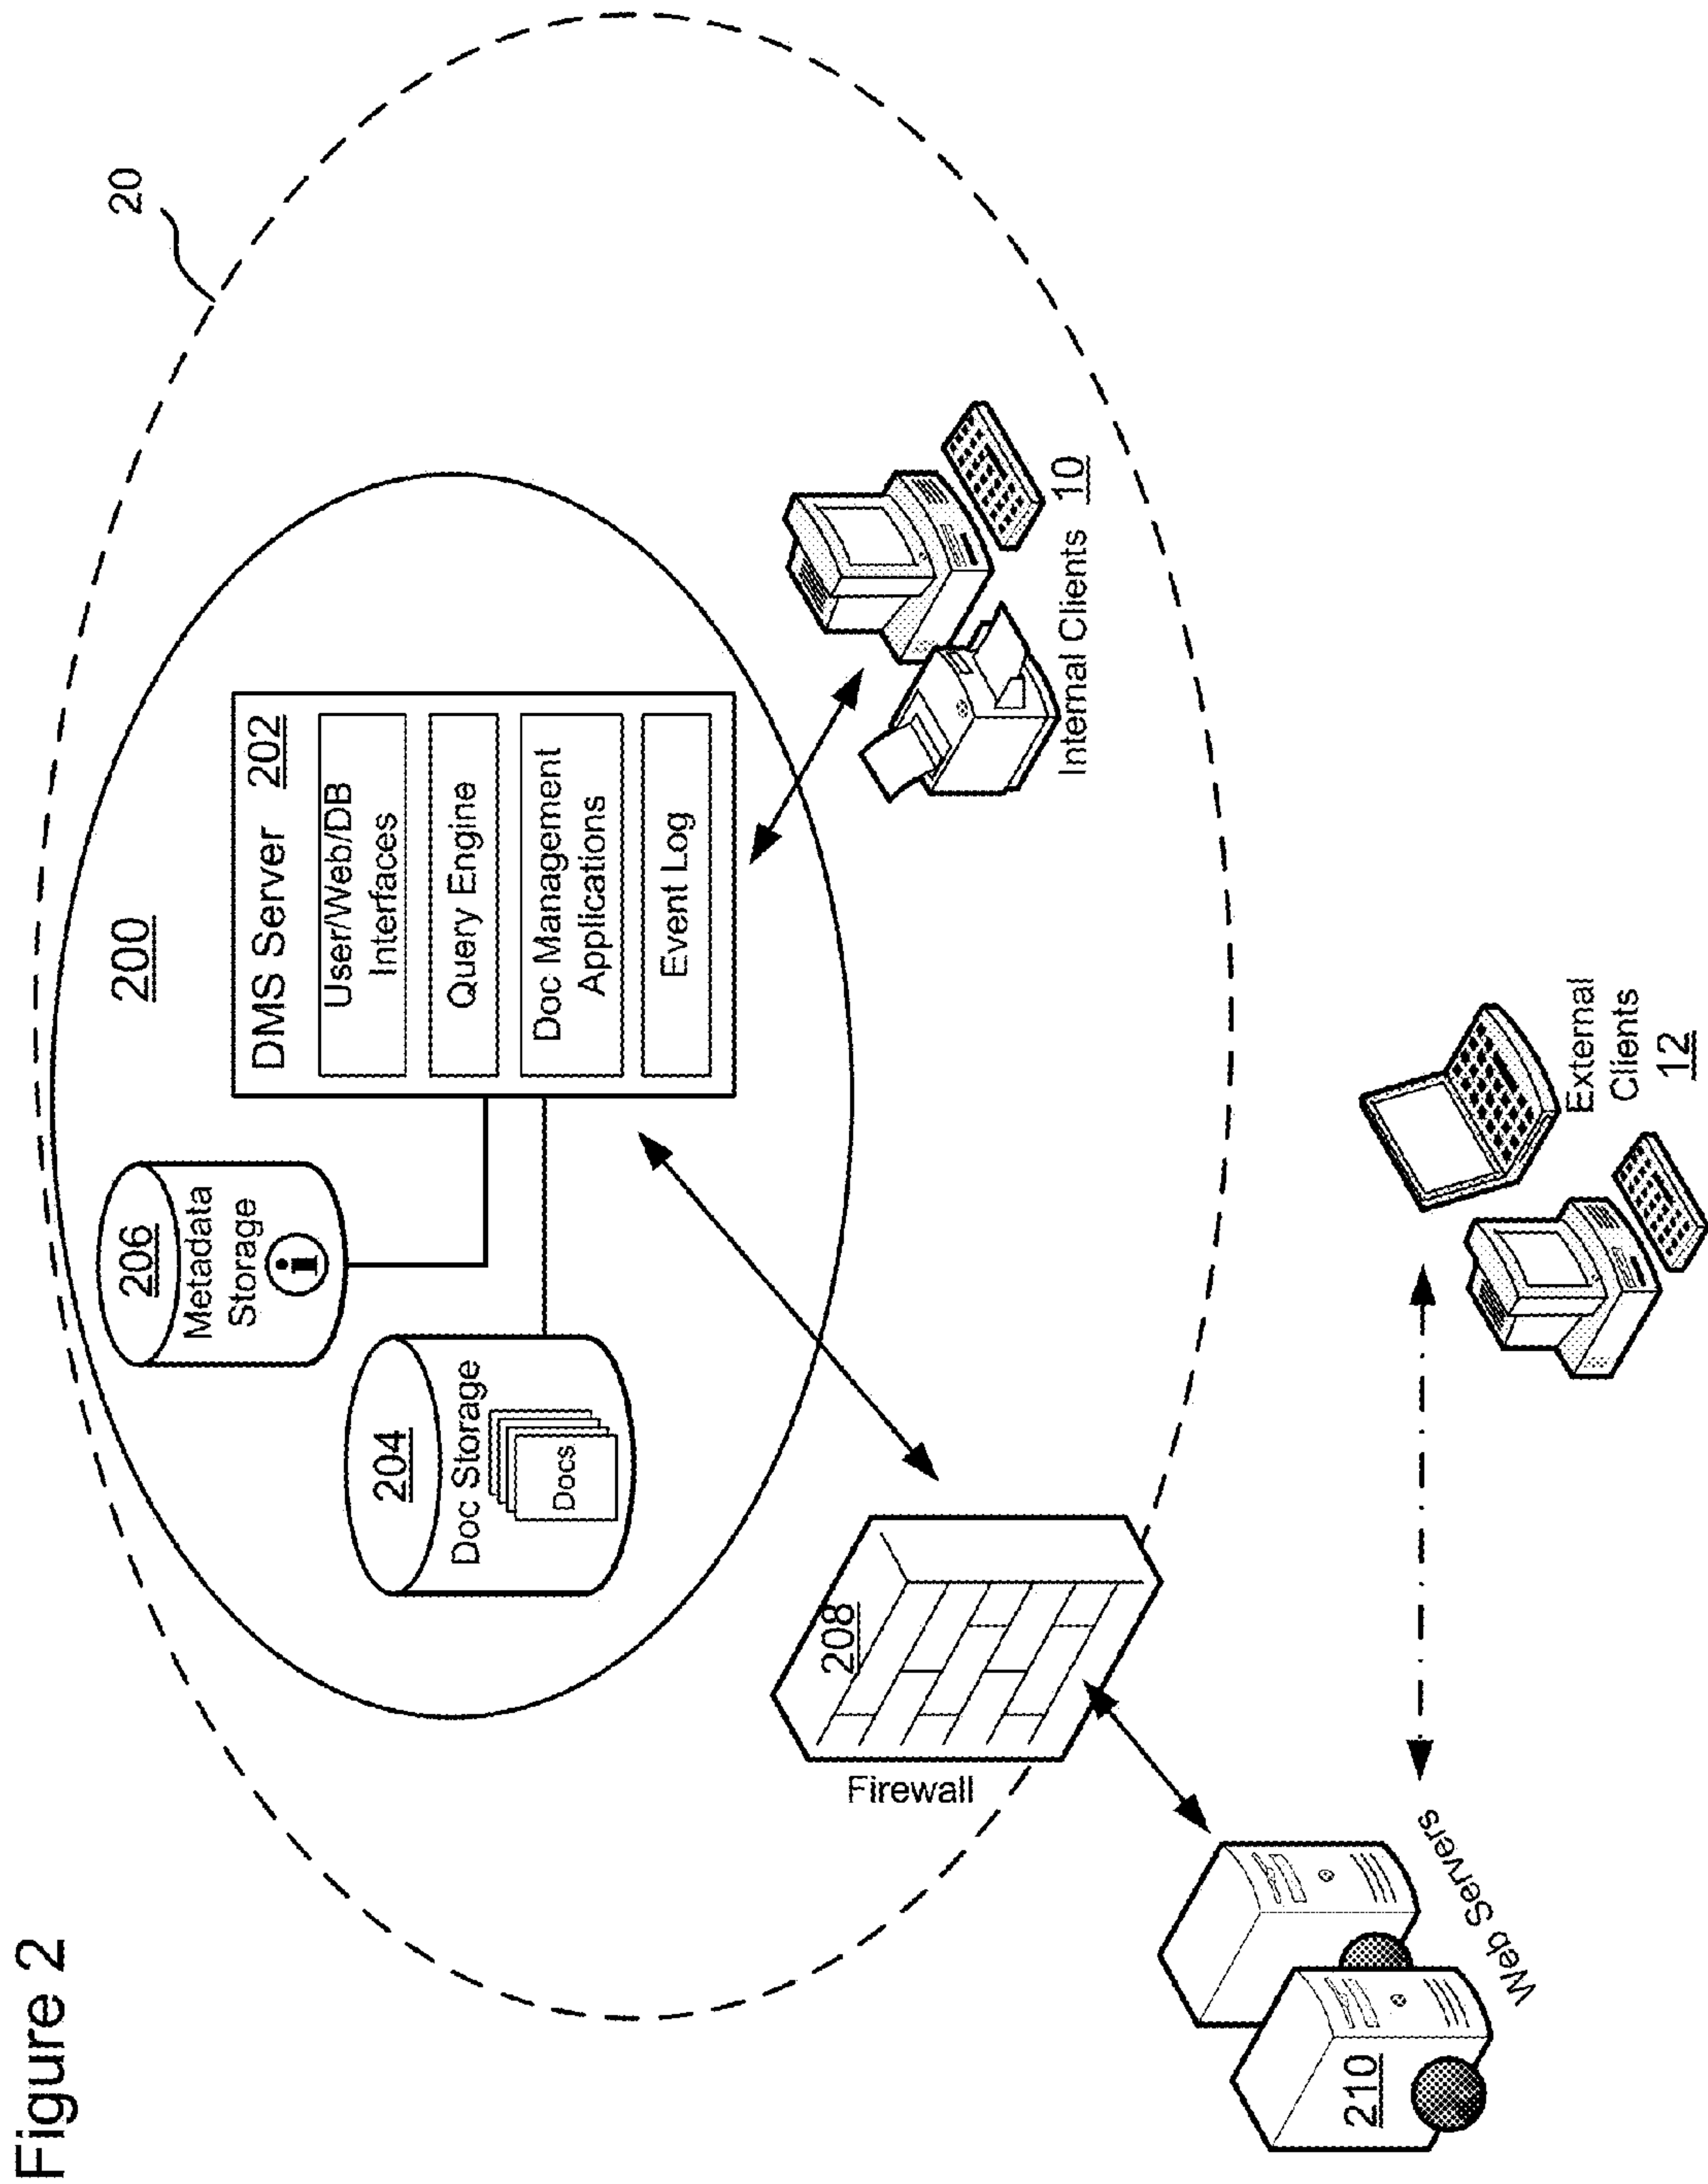 Figure 2
20
200
206
Metadata
Storage
i
204
Doc Storage
Docs
DMS Server 202
User/Web/DB
Interfaces
Query Engine
Doc Management
Applications
Event Log
208
Firewall
Internal Clients 10
210
Web Servers
External
Clients
12